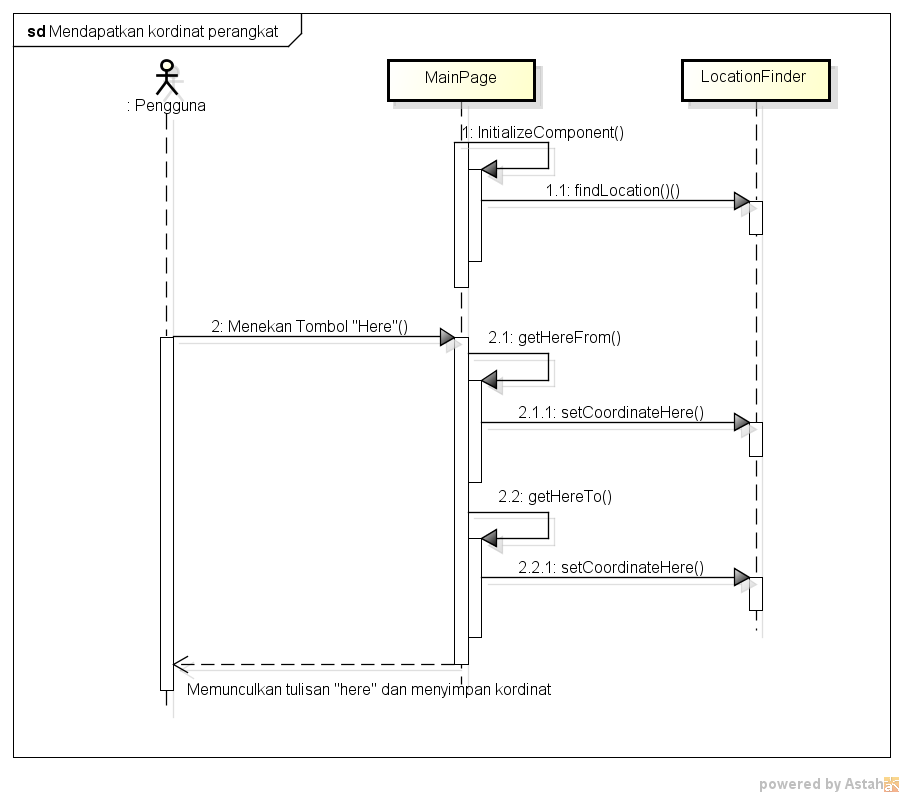 sd Mendapatkan kordinat perangkat
: Pengguna
MainPage
LocationFinder
1: InitializeComponent()
1.1: findLocation()()
2: Menekan Tombol "Here"()
2.1: getHereFrom()
2.1.1: setCoordinateHere()
2.2: getHereTo()
2.2.1: setCoordinateHere()
Memunculkan tulisan "here" dan menyimpan kordinat
powered by Astah